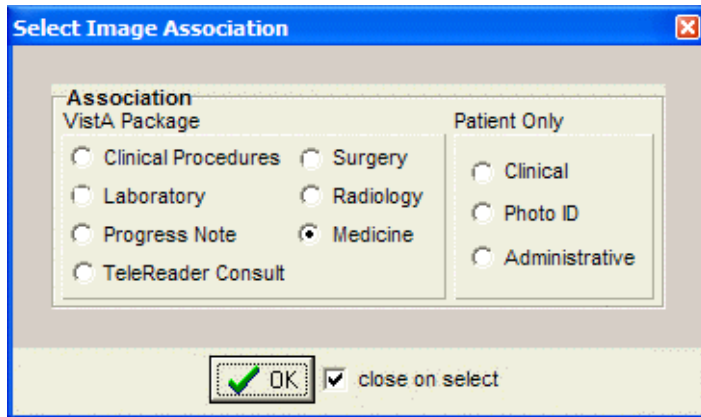 Select Image Association
Association
VistA Package
Patient Only
Clinical Procedures
Surgery
Laboratory
Radiology
Progress Note
Medicine
TeleReader Consult
Clinical
Photo ID
Administrative
OK
close on select